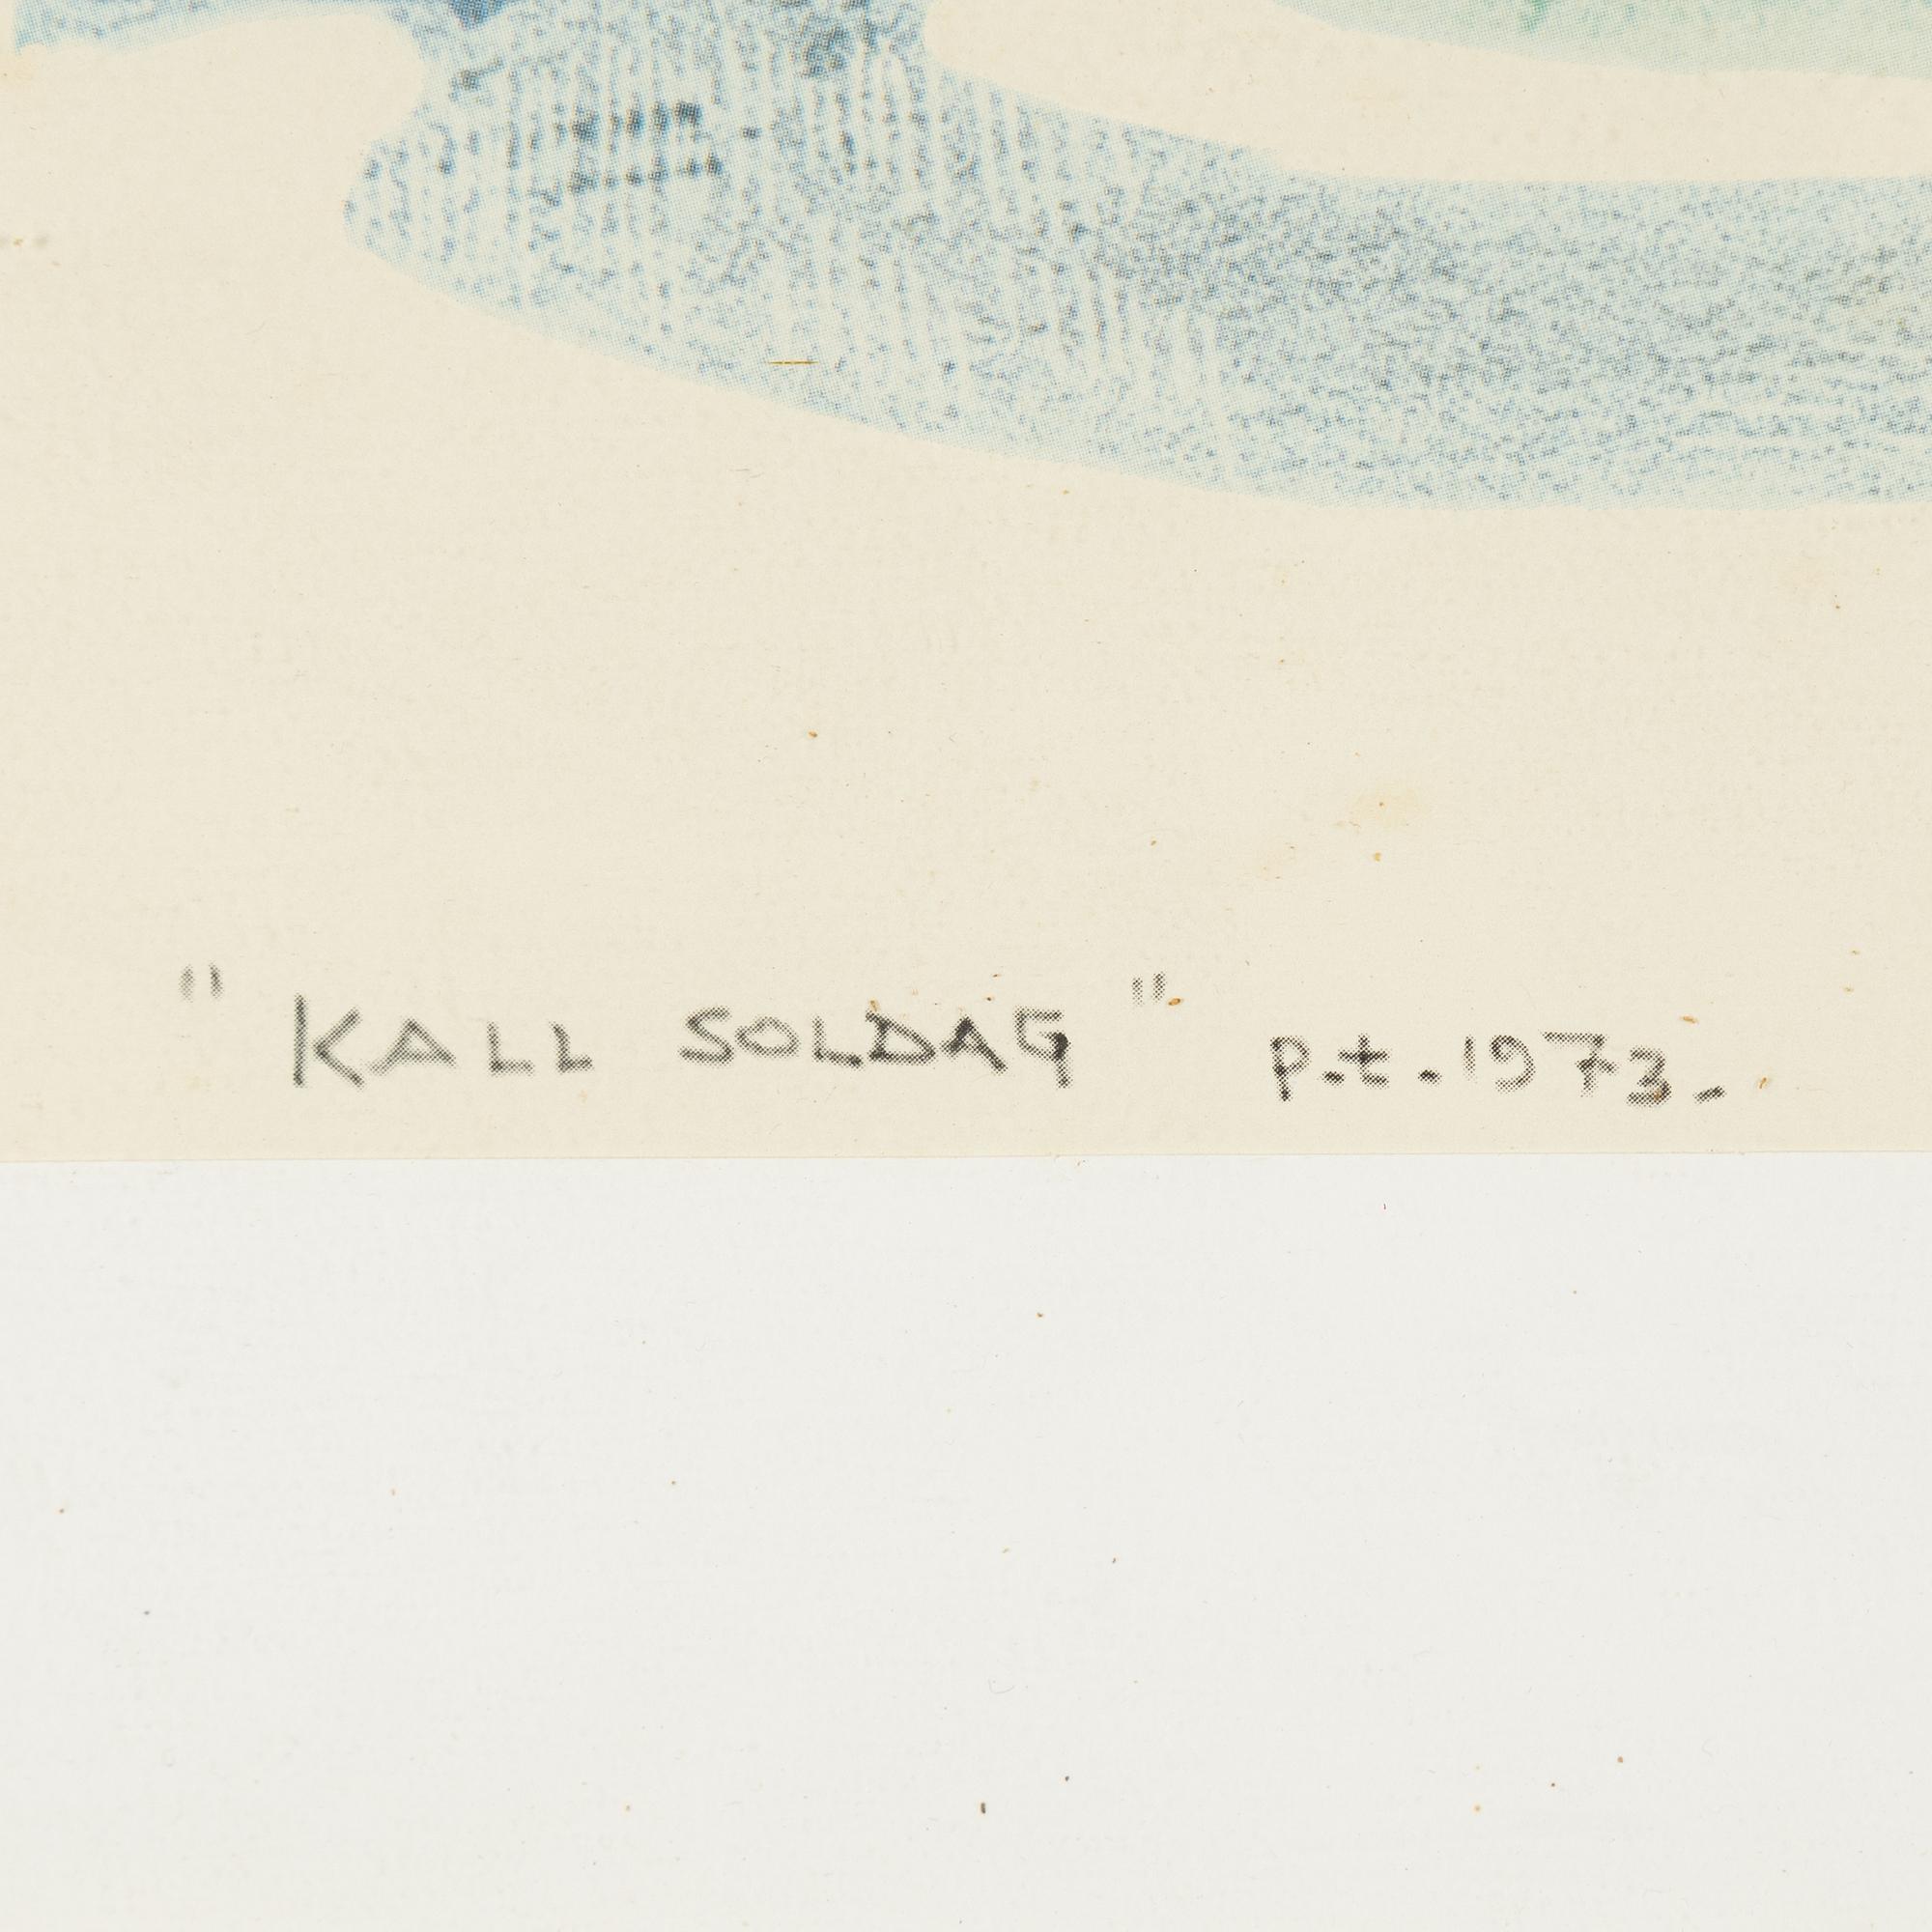 " KALL SOLDAG " p.t. 1973.-